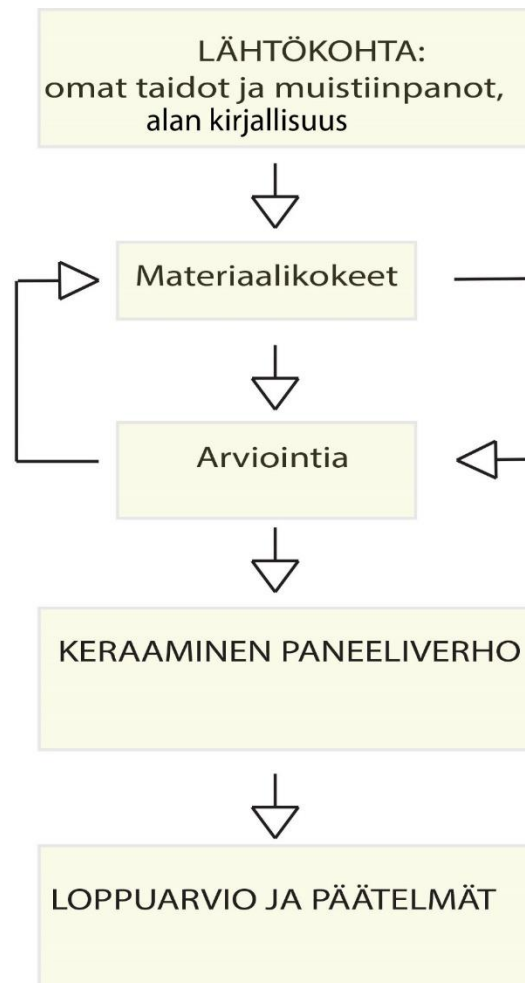 LÄHTÖKOHTA:
omat taidot ja muistiinpanot,
alan kirjallisuus
Materiaalikokeet
Arviointia
KERAAMINEN PANEELIVERHO
LOPPUARVIO JA PÄÄTELMÄT